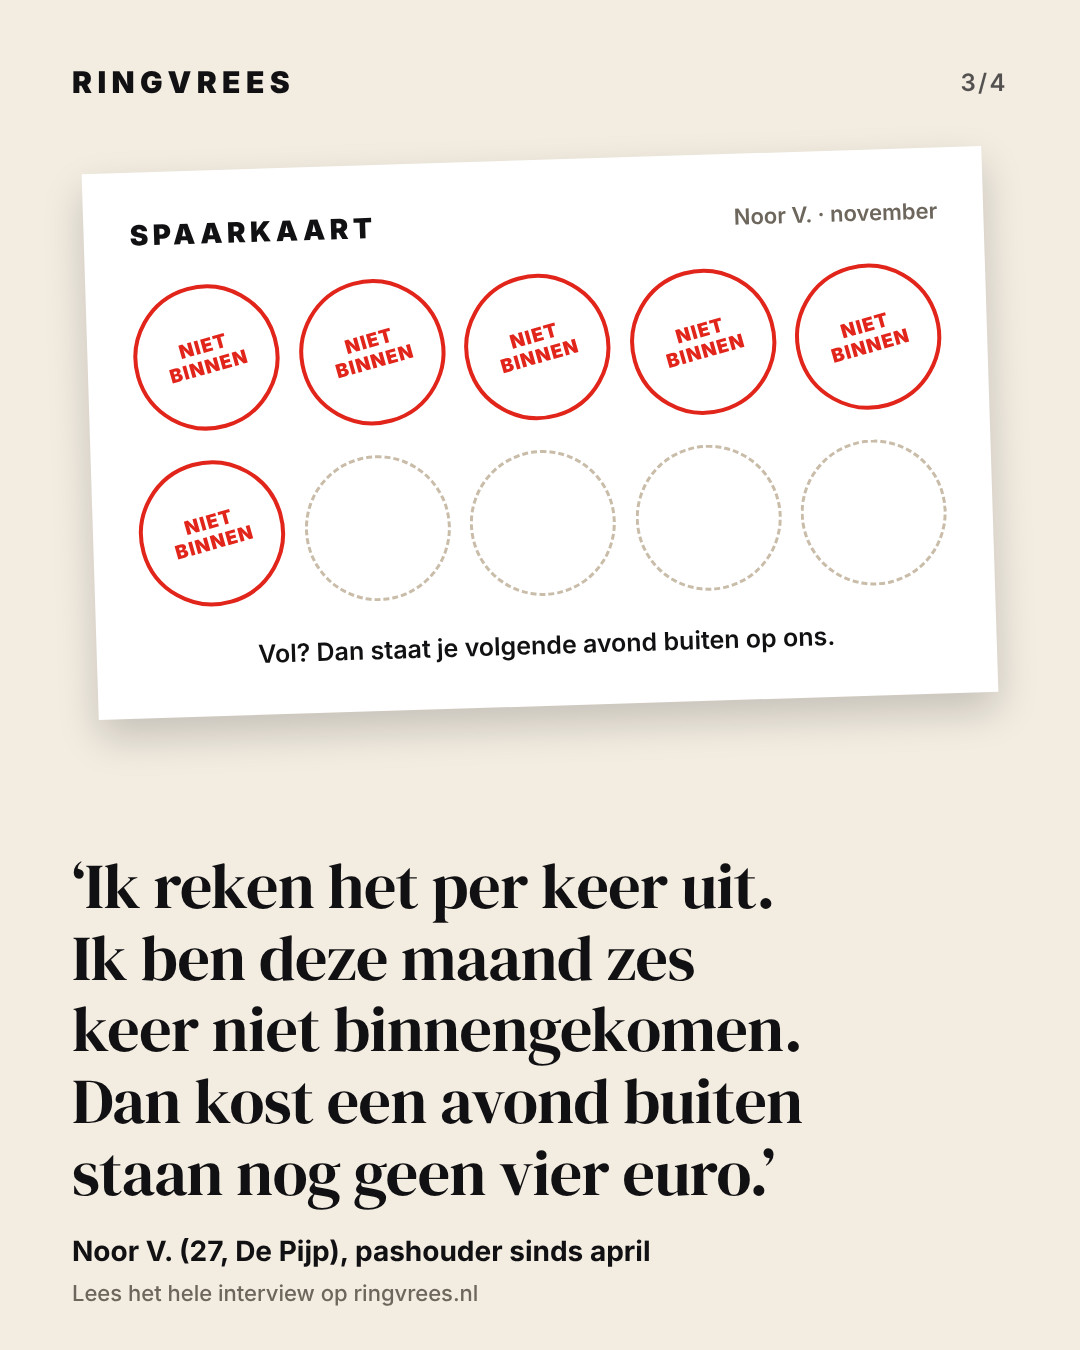 RINGVREES
3/4
SPAARKAART
Noor V. · november
NIET
BINNEN
NIET
BINNEN
NIET
BINNEN
NIET
BINNEN
NIET
BINNEN
NIET
BINNEN
Vol? Dan staat je volgende avond buiten op ons.
‘Ik reken het per keer uit.
Ik ben deze maand zes
keer niet binnengekomen.
Dan kost een avond buiten
staan nog geen vier euro.’
Noor V. (27, De Pijp), pashouder sinds april
Lees het hele interview op ringvrees.nl